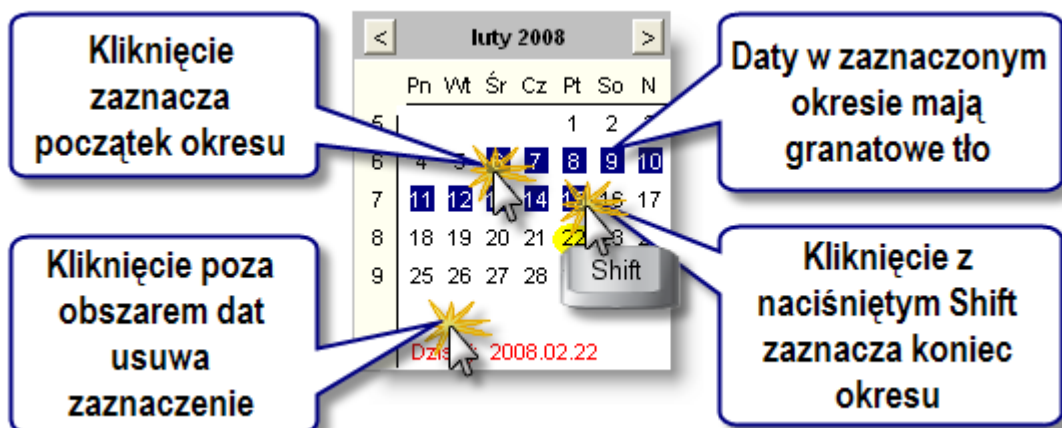 Kliknięcie
zaznacza
początek okresu
< luty 2008 >
Pn Wt Śr Cz Pt So N
5 1 2
6 4 7 8 9 10
7 11 12 14 16 17
8 18 19 20 21 22
9 25 26 27 28
Shift
2008.02.22
Daty w zaznaczonym
okresie mają
granatowe tło
Kliknięcie poza
obszarem dat
usuwa
zaznaczenie
Kliknięcie z
naciśniętym Shift
zaznacza koniec
okresu